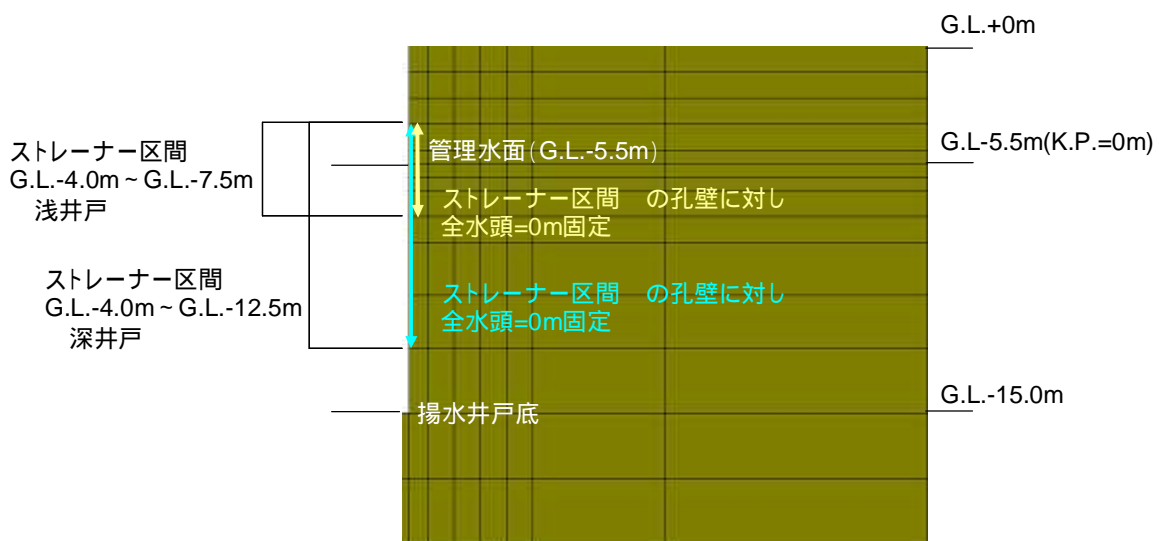 G.L.+0m
G.L-5.5m(K.P.=0m)
G.L.-15.0m
ストレーナー区間
G.L.-4.0m～G.L.-7.5m
浅井戸
ストレーナー区間
G.L.-4.0m～G.L.-12.5m
深井戸
管理水面(G.L.-5.5m)
ストレーナー区間　の孔壁に対し
全水頭=0m固定
ストレーナー区間　の孔壁に対し
全水頭=0m固定
揚水井戸底